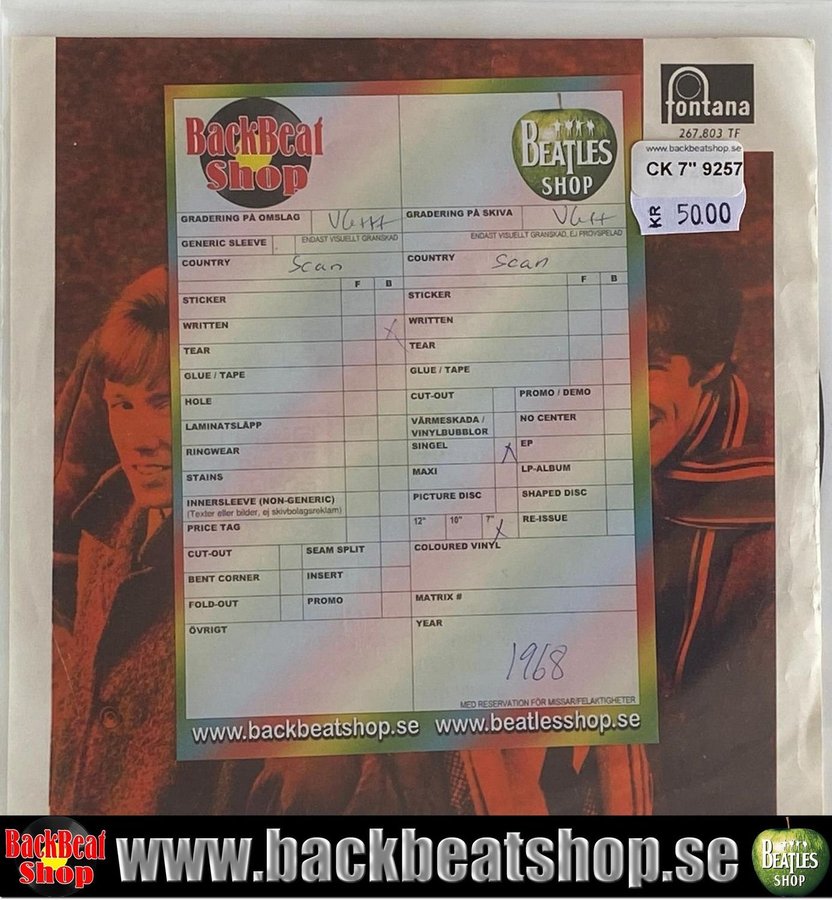 fontana
267.803 TF
www.backbeatshop.se
CK 7" 9257
KR 50.00
BackBeat
Shop
BEATLES
SHOP
GRADERING PÅ OMSLAG VG+++
GRADERING PÅ SKIVA VG++
GENERIC SLEEVE
ENDAST VISUELLT GRANSKAD
ENDAST VISUELLT GRANSKAD, EJ PROVSPELAD
COUNTRY Scan
COUNTRY Scan
F B
F B
STICKER
STICKER
WRITTEN X
WRITTEN
TEAR
TEAR
GLUE / TAPE
GLUE / TAPE
HOLE
CUT-OUT
PROMO / DEMO
LAMINATSLÄPP
VÄRMESKADA /
VINYLBUBBLOR
NO CENTER
RINGWEAR
SINGEL X
EP
STAINS
MAXI
LP-ALBUM
INNERSLEEVE (NON-GENERIC)
(Texter eller bilder, ej skivbolagsreklam)
PICTURE DISC
SHAPED DISC
PRICE TAG
12" 10" 7" X
RE-ISSUE
CUT-OUT
SEAM SPLIT
COLOURED VINYL
BENT CORNER
INSERT
FOLD-OUT
PROMO
MATRIX #
ÖVRIGT
YEAR
1968
MED RESERVATION FÖR MISSAR/FELAKTIGHETER
www.backbeatshop.se www.beatlesshop.se
BackBeat
Shop
www.backbeatshop.se
BEATLES
SHOP